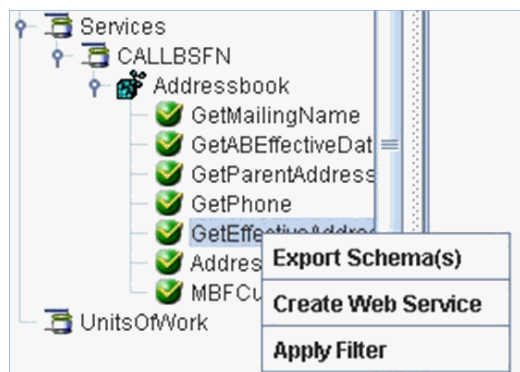 Services
CALLBSFN
Addressbook
GetMailingName
GetABEffectiveDat
GetParentAddress
GetPhone
GetEffectiveAddre
Addres
MBFCu
UnitsOfWork
Export Schema(s)
Create Web Service
Apply Filter